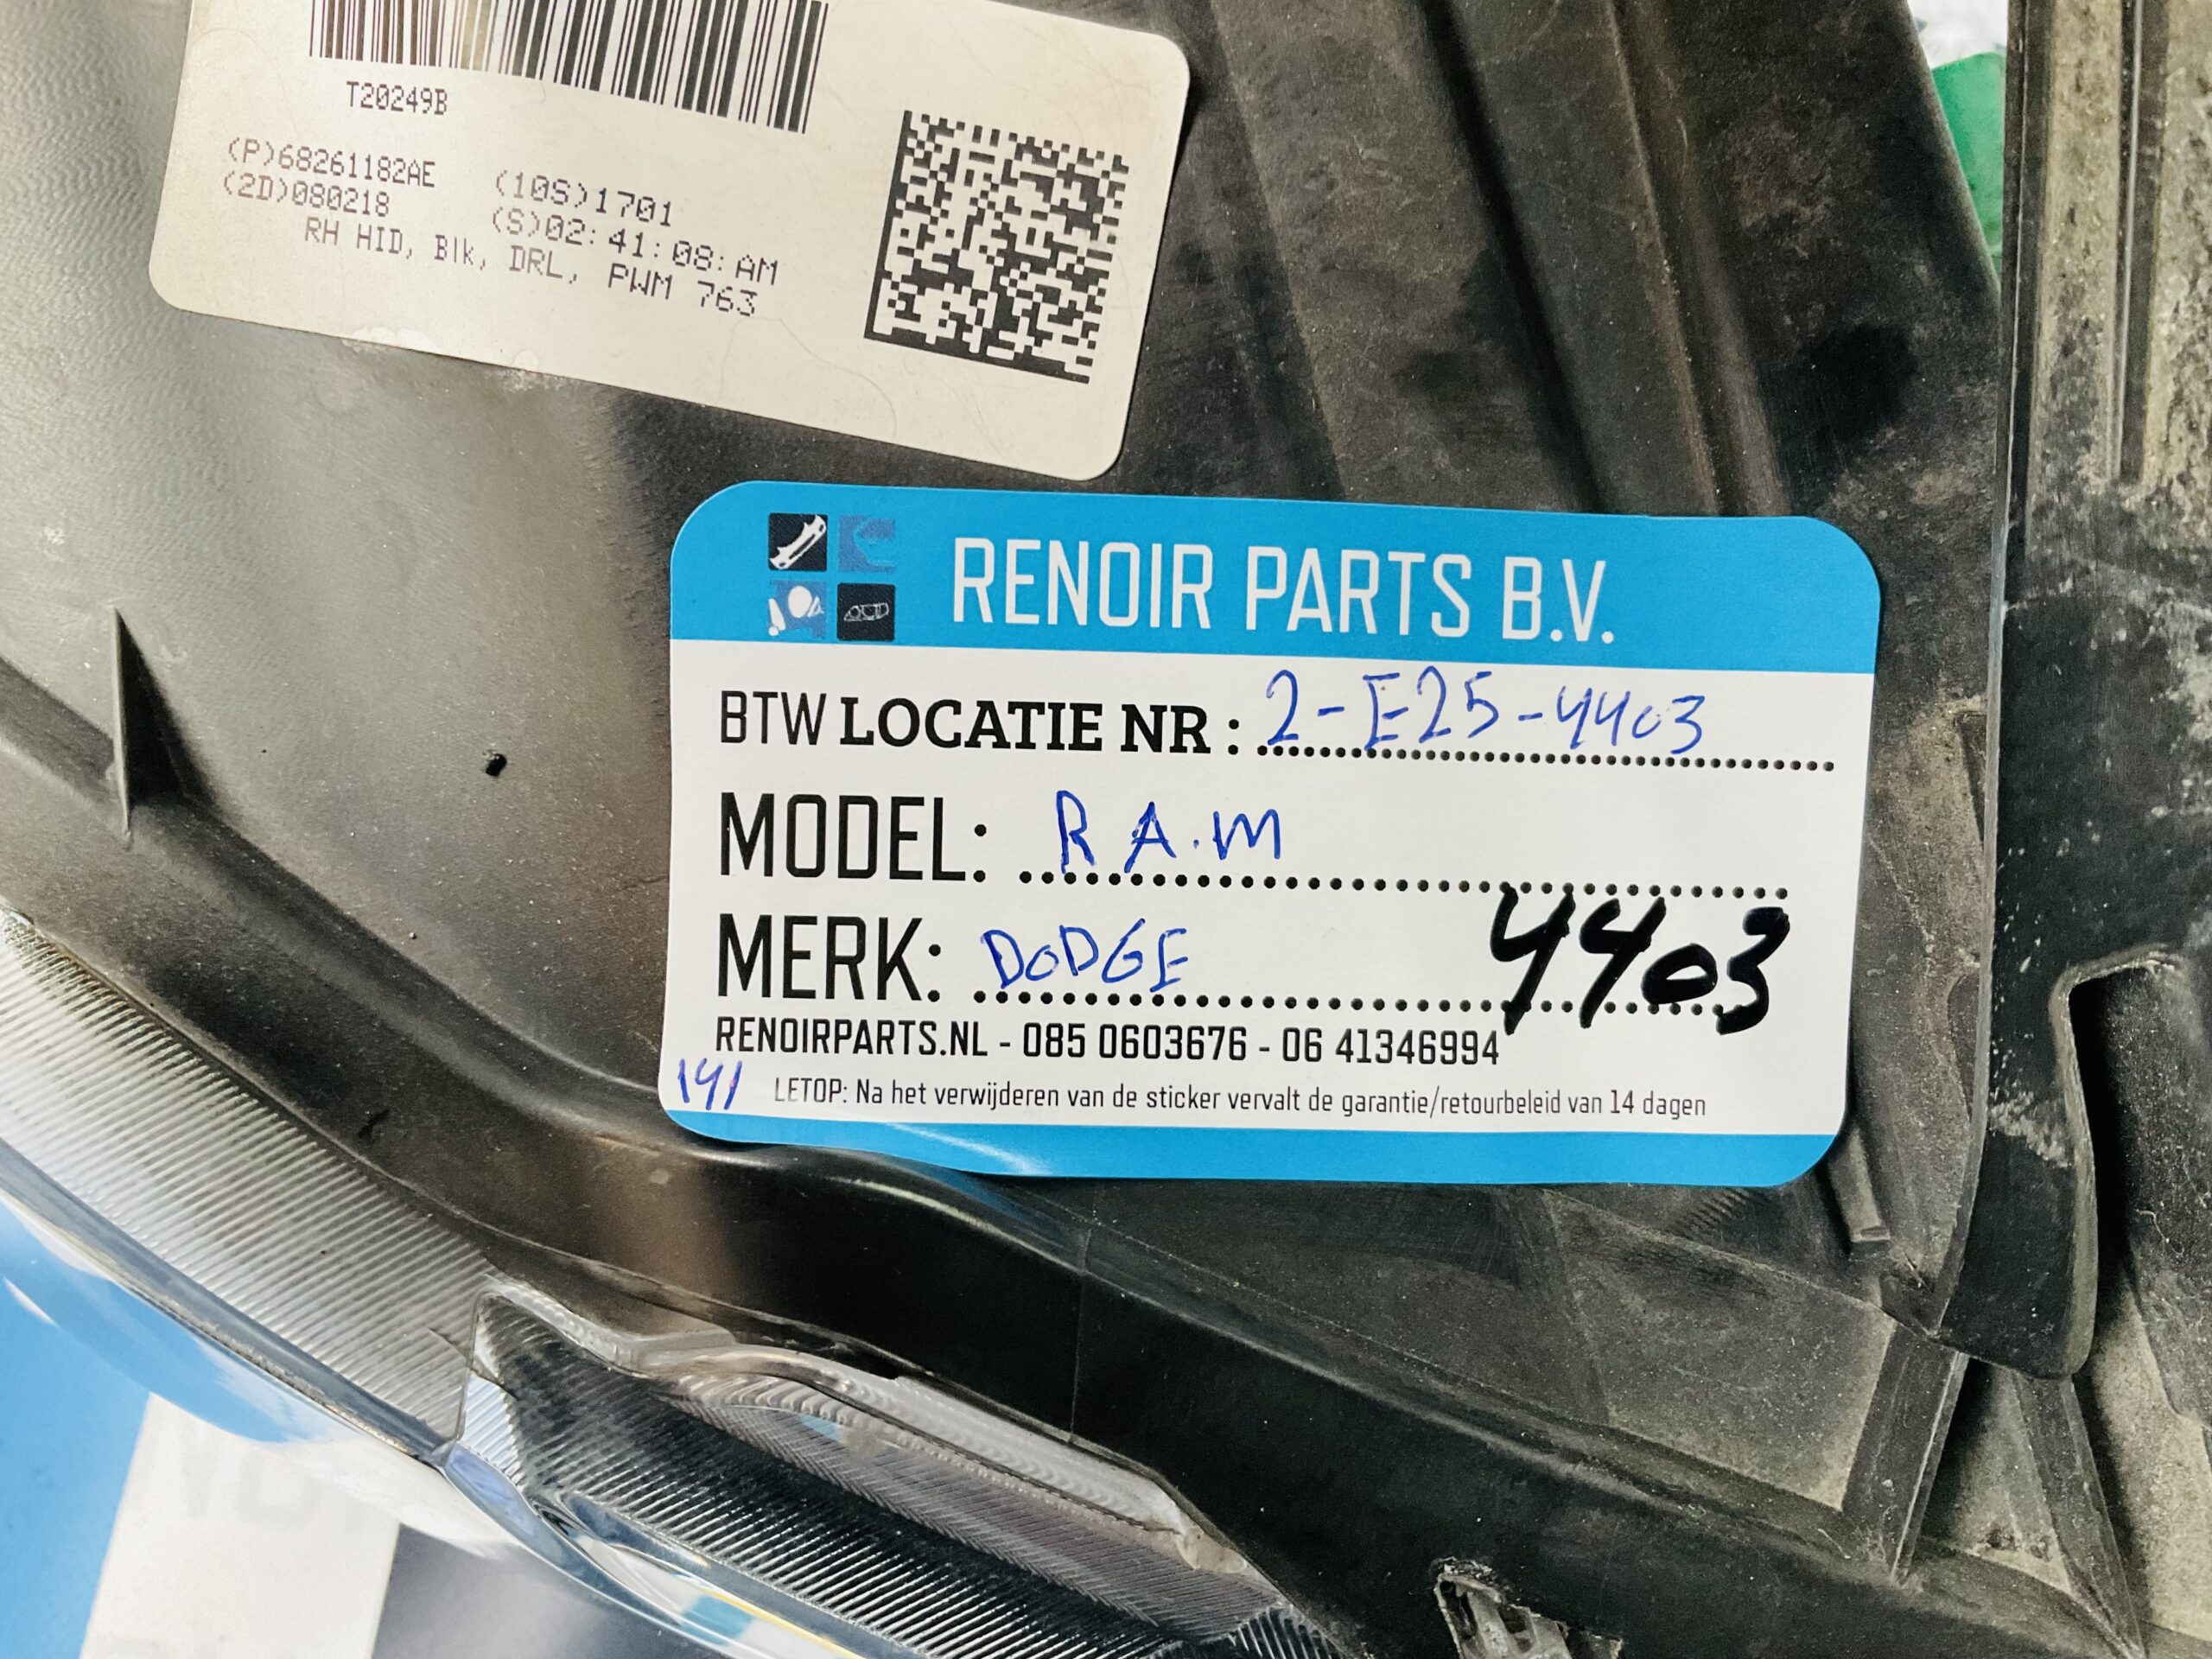 T20249B
(P)68261182AE (10S)1701
(2D)080218 (S)02:41:08:AM
RH HID, Blk, DRL, PWM 763
RENOIR PARTS B.V.
BTW LOCATIE NR : 2-E25-4403
MODEL: RA.M
MERK: DODGE
4403
RENOIRPARTS.NL - 085 0603676 - 06 41346994
141
LETOP: Na het verwijderen van de sticker vervalt de garantie/retourbeleid van 14 dagen